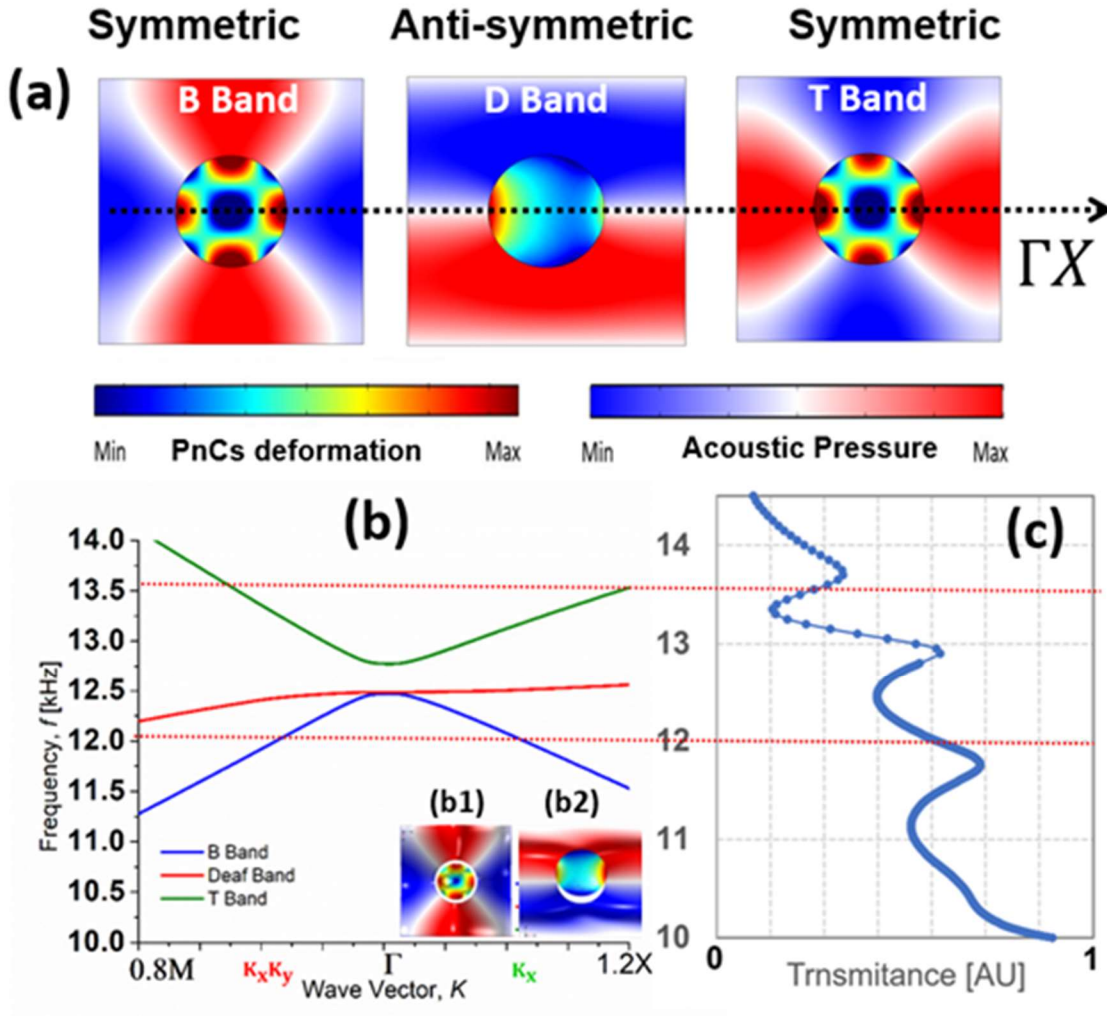 Symmetric Anti-symmetric Symmetric
(a) B Band D Band T Band
ΓX
Min PnCs deformation Max Min Acoustic Pressure Max
(b) (c)
14.0
13.5
13.0
12.5
12.0
11.5
11.0
10.5
10.0
Frequency, f [kHz]
B Band
Deaf Band
T Band
(b1) (b2)
0.8M κxκy Γ κx 1.2X
Wave Vector, K
14
13
12
11
10
0 1
Trnsmitance [AU]